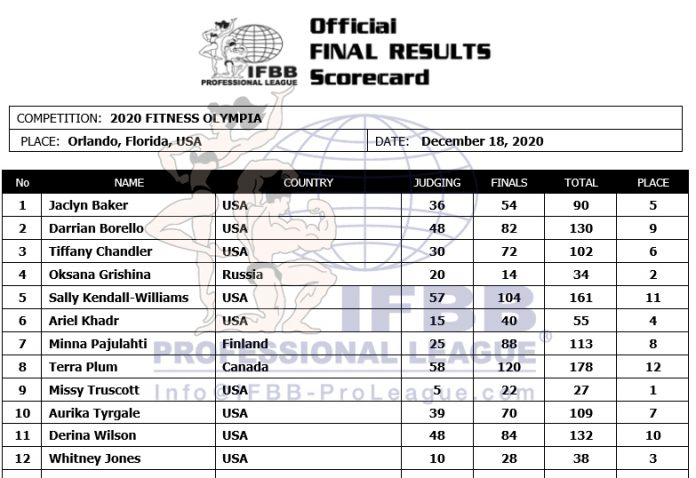 Official
FINAL RESULTS
Scorecard
IFBB
PROFESSIONAL LEAGUE
COMPETITION: 2020 FITNESS OLYMPIA
PLACE: Orlando, Florida, USA DATE: December 18, 2020
No NAME COUNTRY JUDGING FINALS TOTAL PLACE
1 Jaclyn Baker USA 36 54 90 5
2 Darrian Borello USA 48 82 130 9
3 Tiffany Chandler USA 30 72 102 6
4 Oksana Grishina Russia 20 14 34 2
5 Sally Kendall-Williams USA 57 104 161 11
6 Ariel Khadr USA 15 40 55 4
7 Minna Pajulahti Finland 25 88 113 8
8 Terra Plum Canada 58 120 178 12
9 Missy Truscott USA 5 22 27 1
10 Aurika Tyrgale USA 39 70 109 7
11 Derina Wilson USA 48 84 132 10
12 Whitney Jones USA 10 28 38 3
IFBB
PROFESSIONAL LEAGUE®
Info@IFBB-ProLeague.com